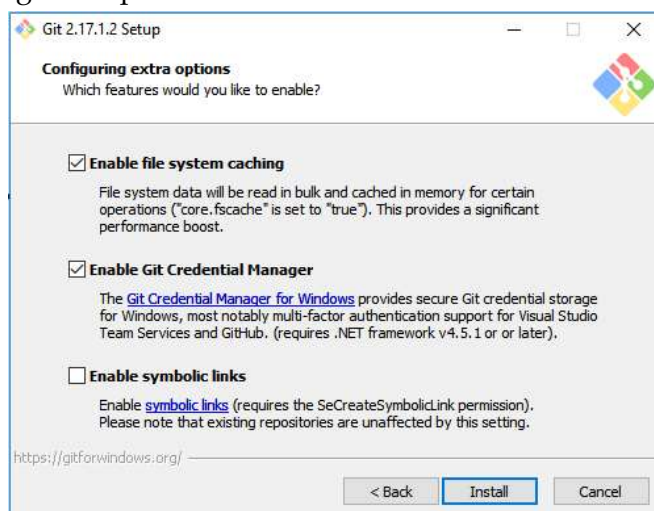 Git 2.17.1.2 Setup
Configuring extra options
Which features would you like to enable?
Enable file system caching
File system data will be read in bulk and cached in memory for certain
operations ("core.fscache" is set to "true"). This provides a significant
performance boost.
Enable Git Credential Manager
The Git Credential Manager for Windows provides secure Git credential storage
for Windows, most notably multi-factor authentication support for Visual Studio
Team Services and GitHub. (requires .NET framework v4.5.1 or or later).
Enable symbolic links
Enable symbolic links (requires the SeCreateSymbolicLink permission).
Please note that existing repositories are unaffected by this setting.
https://gitforwindows.org/
< Back Install Cancel